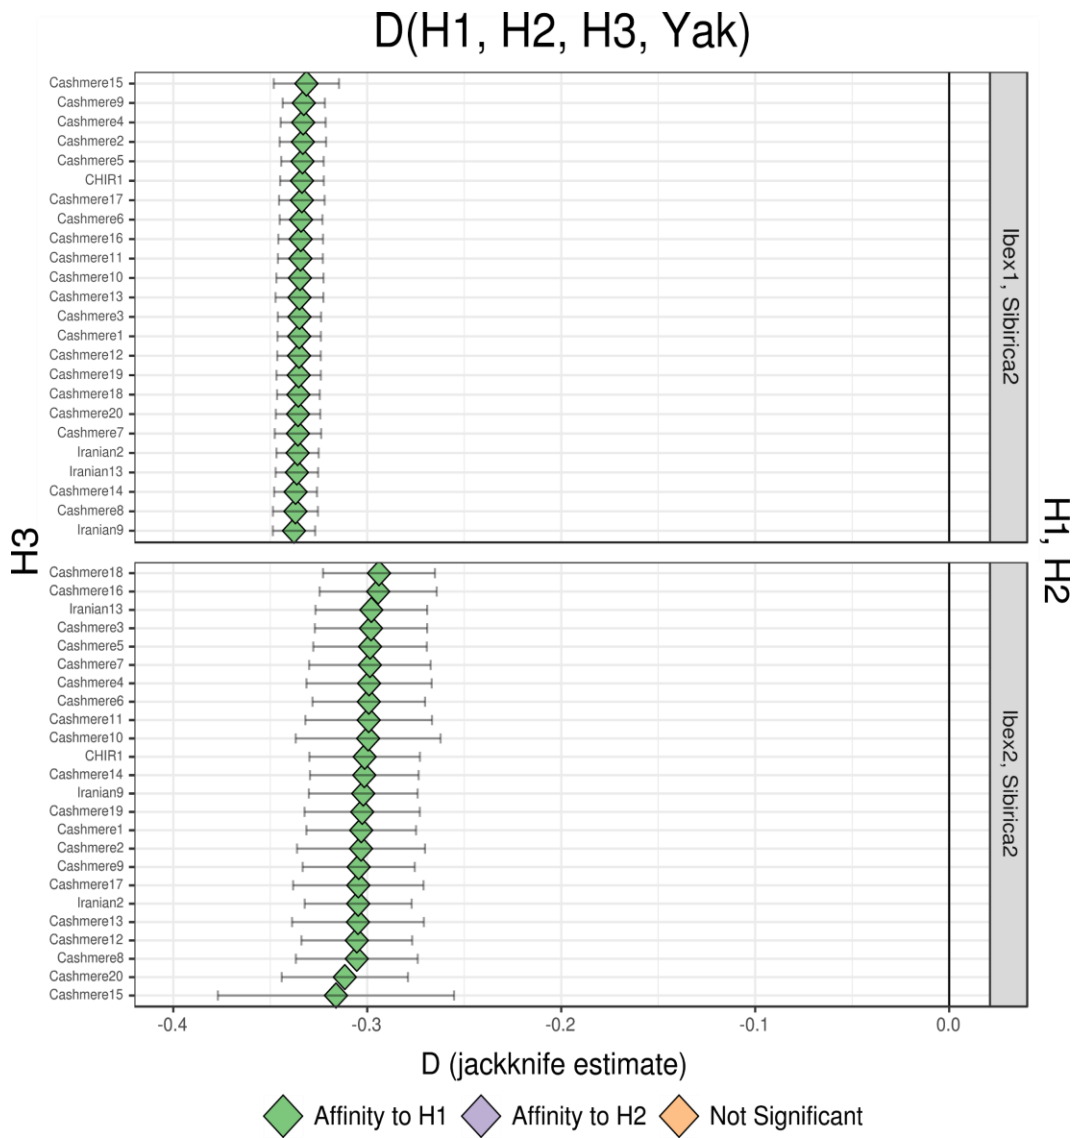 D(H1, H2, H3, Yak)
Cashmere15
Cashmere9
Cashmere4
Cashmere2
Cashmere5
CHIR1
Cashmere17
Cashmere6
Cashmere16
Cashmere11
Cashmere10
Cashmere13
Cashmere3
Cashmere1
Cashmere12
Cashmere19
Cashmere18
Cashmere20
Cashmere7
Iranian2
Iranian13
Cashmere14
Cashmere8
Iranian9
Ibex1, Sibirica2
H3
H1, H2
Cashmere18
Cashmere16
Iranian13
Cashmere3
Cashmere5
Cashmere7
Cashmere4
Cashmere6
Cashmere11
Cashmere10
CHIR1
Cashmere14
Iranian9
Cashmere19
Cashmere1
Cashmere2
Cashmere9
Cashmere17
Iranian2
Cashmere13
Cashmere12
Cashmere8
Cashmere20
Cashmere15
Ibex2, Sibirica2
-0.4 -0.3 -0.2 -0.1 0.0
D (jackknife estimate)
Affinity to H1 Affinity to H2 Not Significant